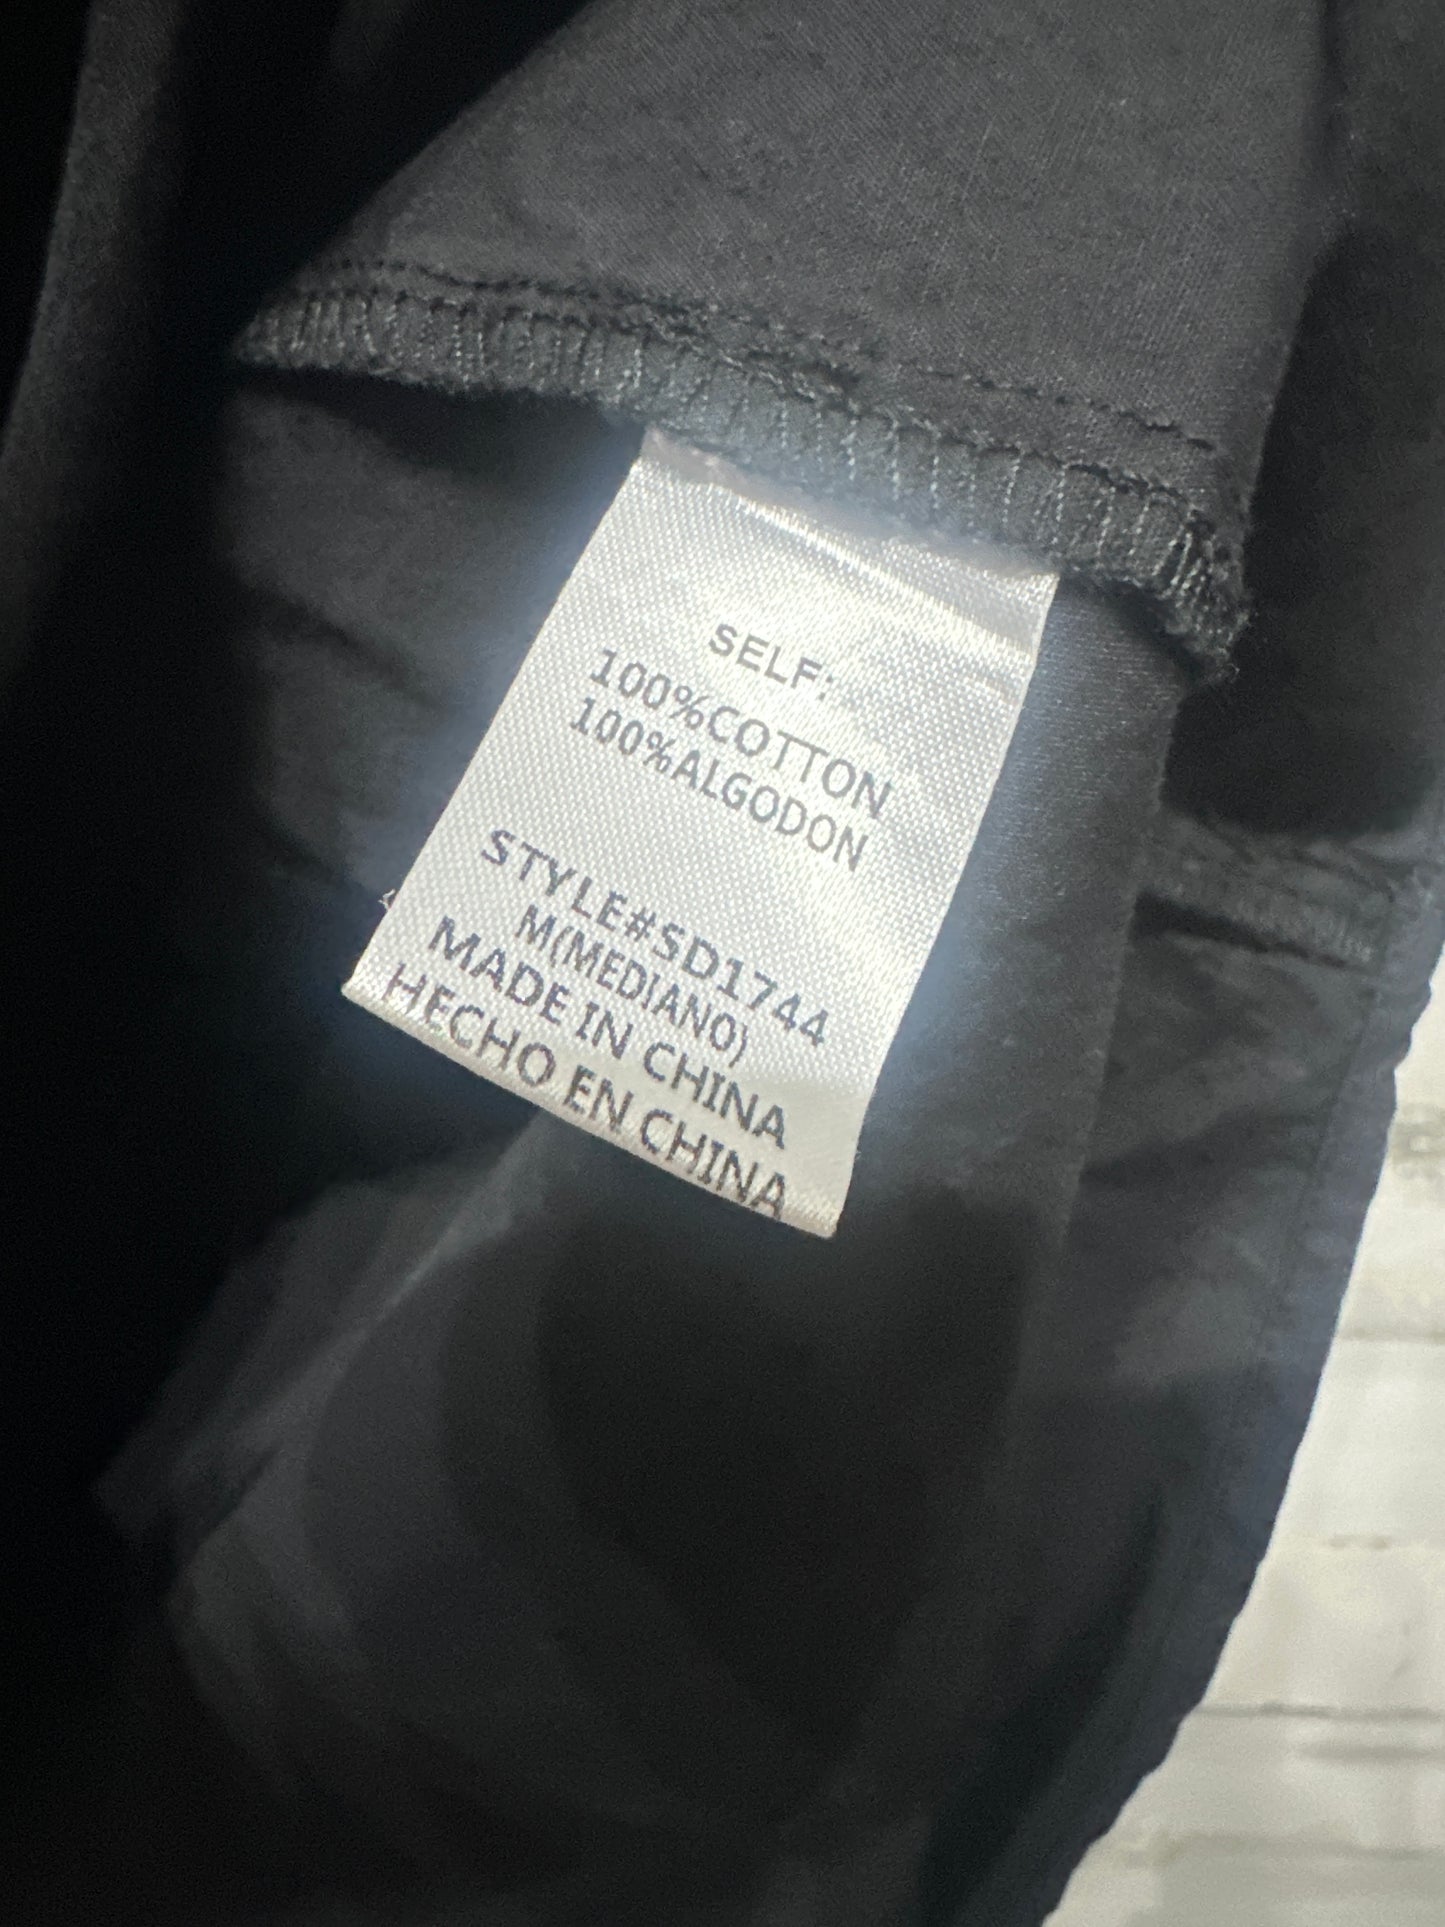 SELF:
100%COTTON
100%ALGODON
STYLE#SD1744
M(MEDIANO)
MADE IN CHINA
HECHO EN CHINA